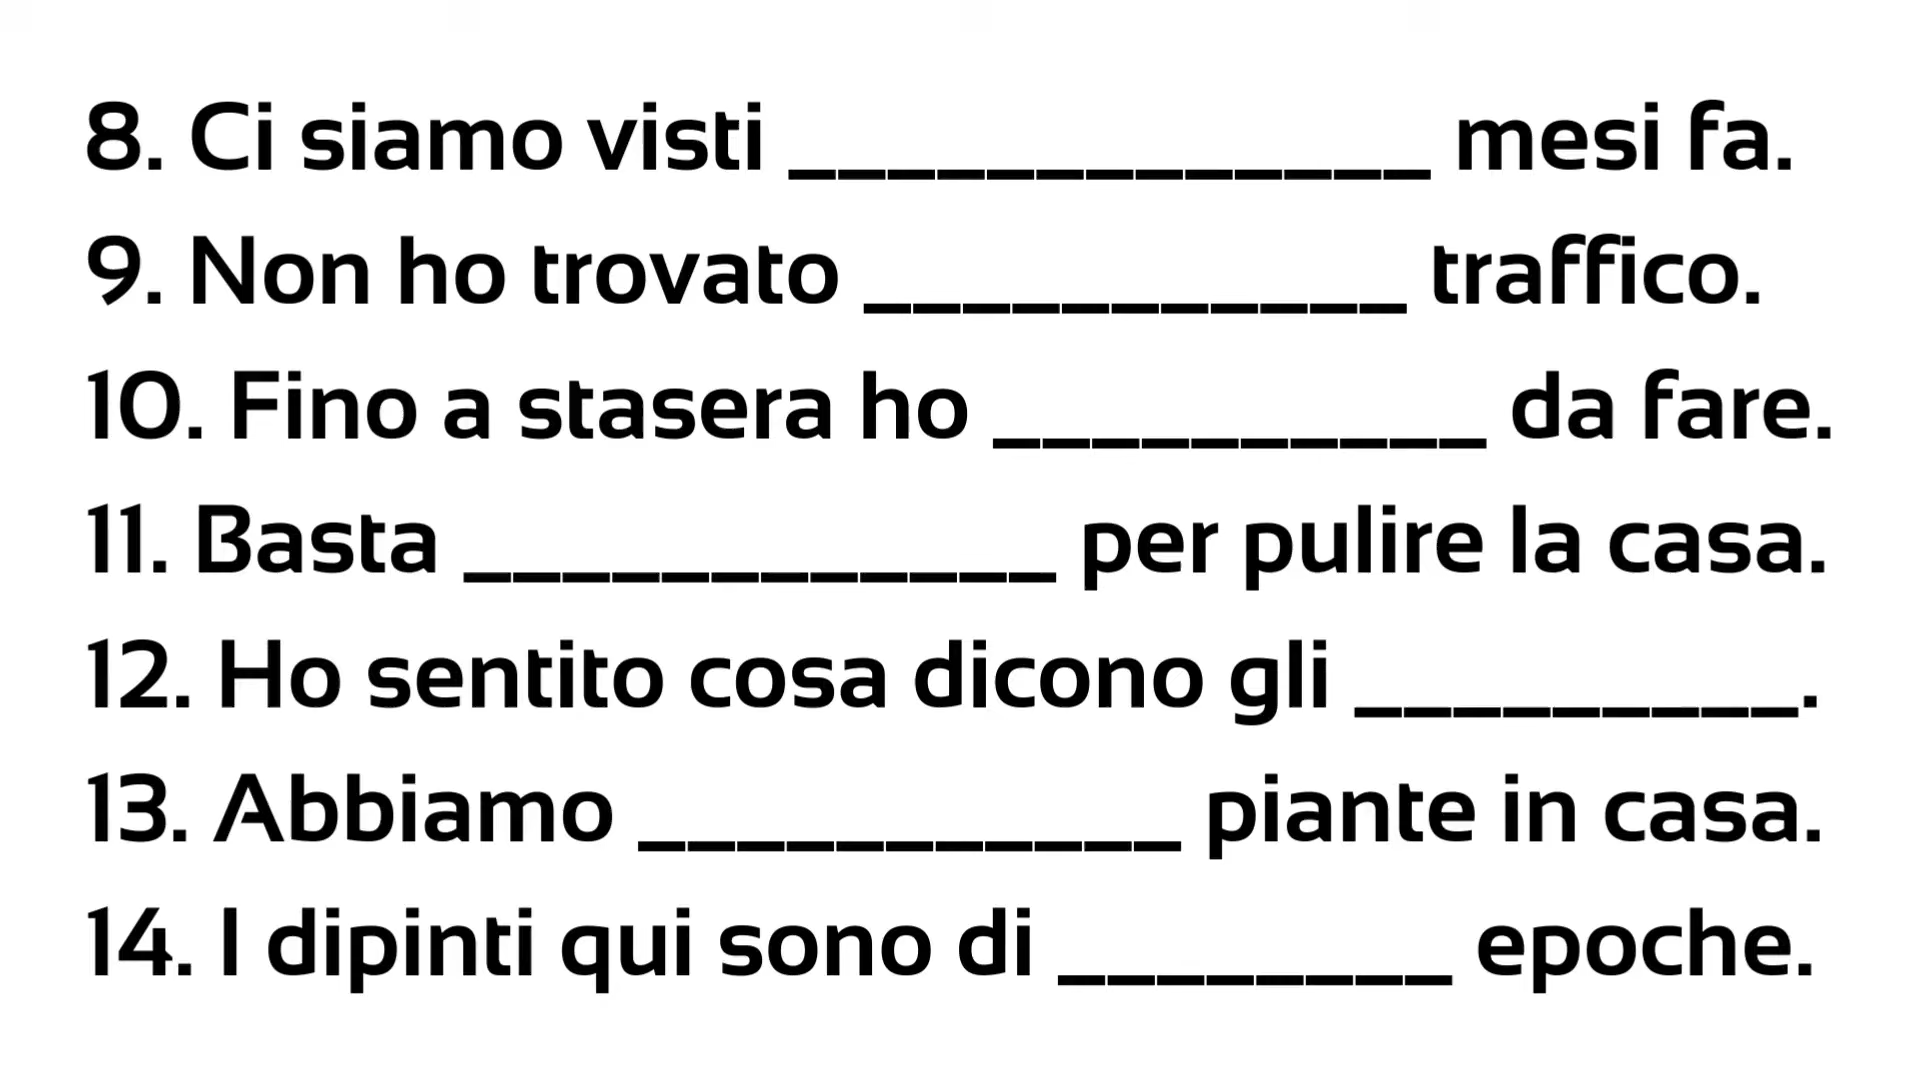 8. Ci siamo visti _____________ mesi fa.
9. Non ho trovato ___________ traffico.
10. Fino a stasera ho __________ da fare.
11. Basta ____________ per pulire la casa.
12. Ho sentito cosa dicono gli _________.
13. Abbiamo ___________ piante in casa.
14. I dipinti qui sono di ________ epoche.